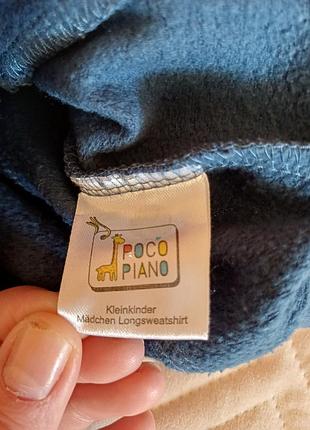 POCO
PIANO
Kleinkinder
Mädchen Longsweatshirt